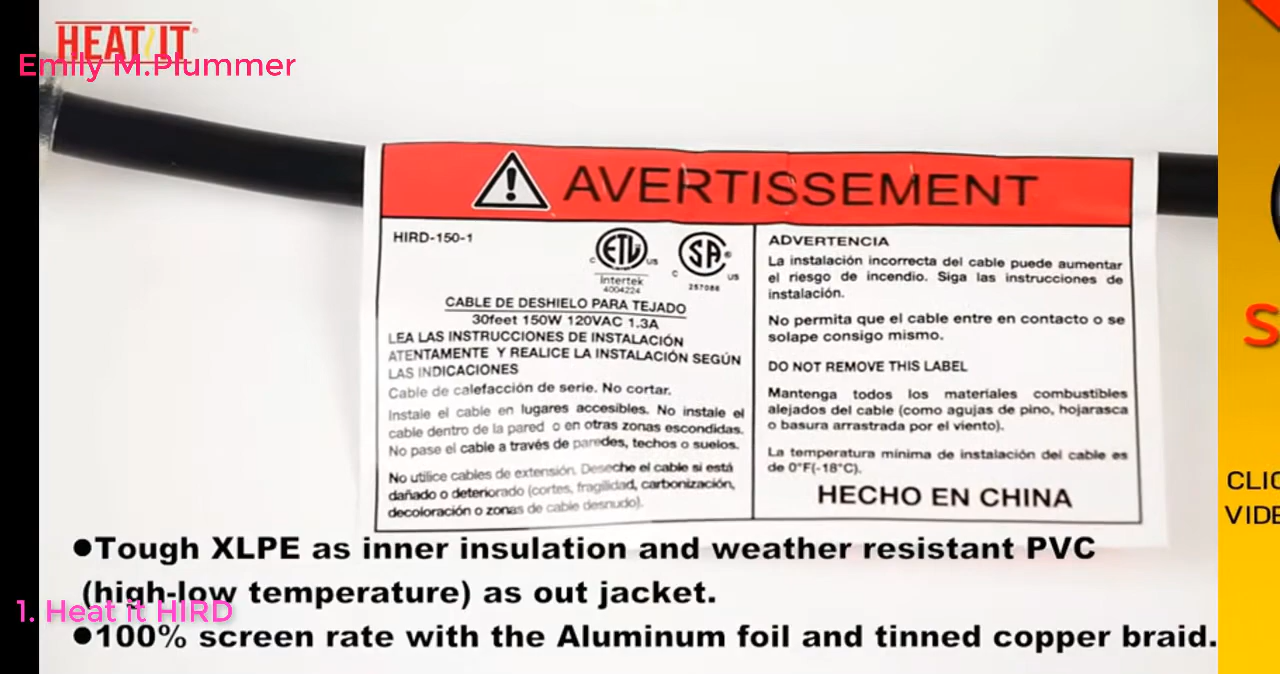 HEAT IT®
Emily M.Plummer
AVERTISSEMENT
HIRD-150-1
C ETL US
Intertek
4004224
C SA® US
257088
CABLE DE DESHIELO PARA TEJADO
30feet 150W 120VAC 1.3A
LEA LAS INSTRUCCIONES DE INSTALACIÓN
ATENTAMENTE Y REALICE LA INSTALACIÓN SEGÚN
LAS INDICACIONES
Cable de calefacción de serie. No cortar.
Instale el cable en lugares accesibles. No instale el
cable dentro de la pared o en otras zonas escondidas.
No pase el cable a través de paredes, techos o suelos.
No utilice cables de extensión. Deseche el cable si está
dañado o deteriorado (cortes, fragilidad, carbonización,
decoloración o zonas de cable desnudo).
ADVERTENCIA
La instalación incorrecta del cable puede aumentar
el riesgo de incendio. Siga las instrucciones de
instalación.
No permita que el cable entre en contacto o se
solape consigo mismo.
DO NOT REMOVE THIS LABEL
Mantenga todos los materiales combustibles
alejados del cable (como agujas de pino, hojarasca
o basura arrastrada por el viento).
La temperatura mínima de instalación del cable es
de 0°F(-18°C).
HECHO EN CHINA
●Tough XLPE as inner insulation and weather resistant PVC
(high-low temperature) as out jacket.
1. Heat it HIRD
●100% screen rate with the Aluminum foil and tinned copper braid.
S
CLIC
VIDE